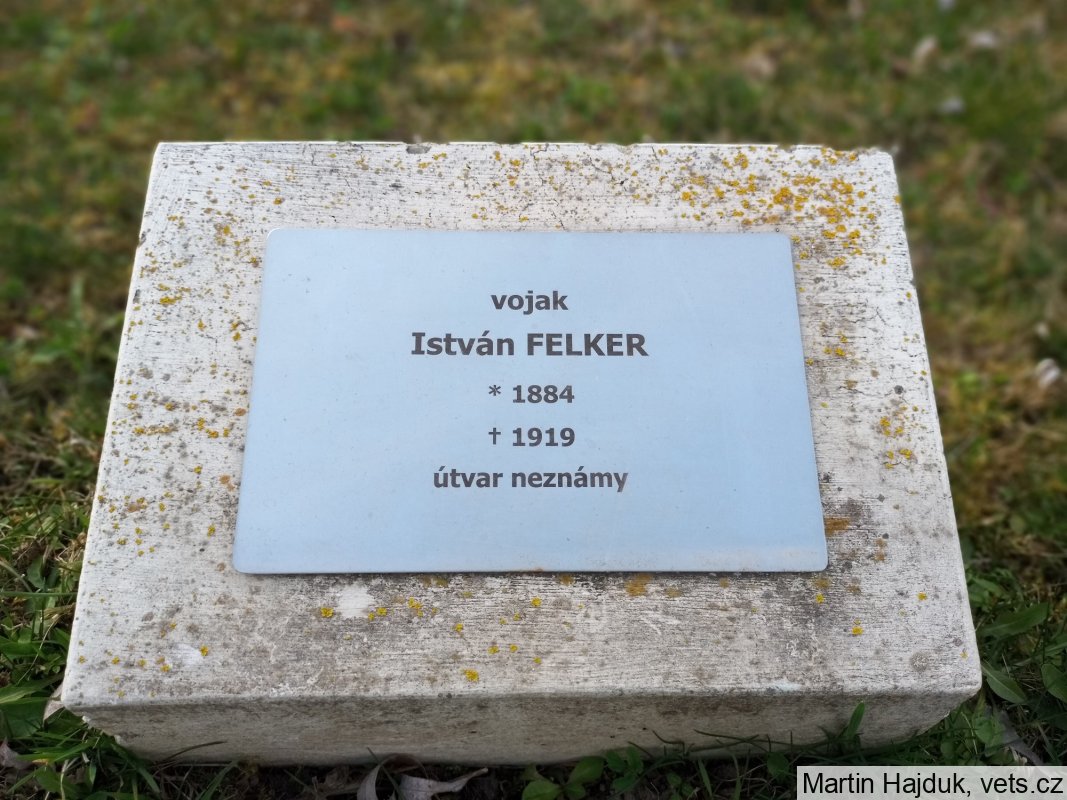 vojak
István FELKER
* 1884
† 1919
útvar neznámy
Martin Hajduk, vets.cz